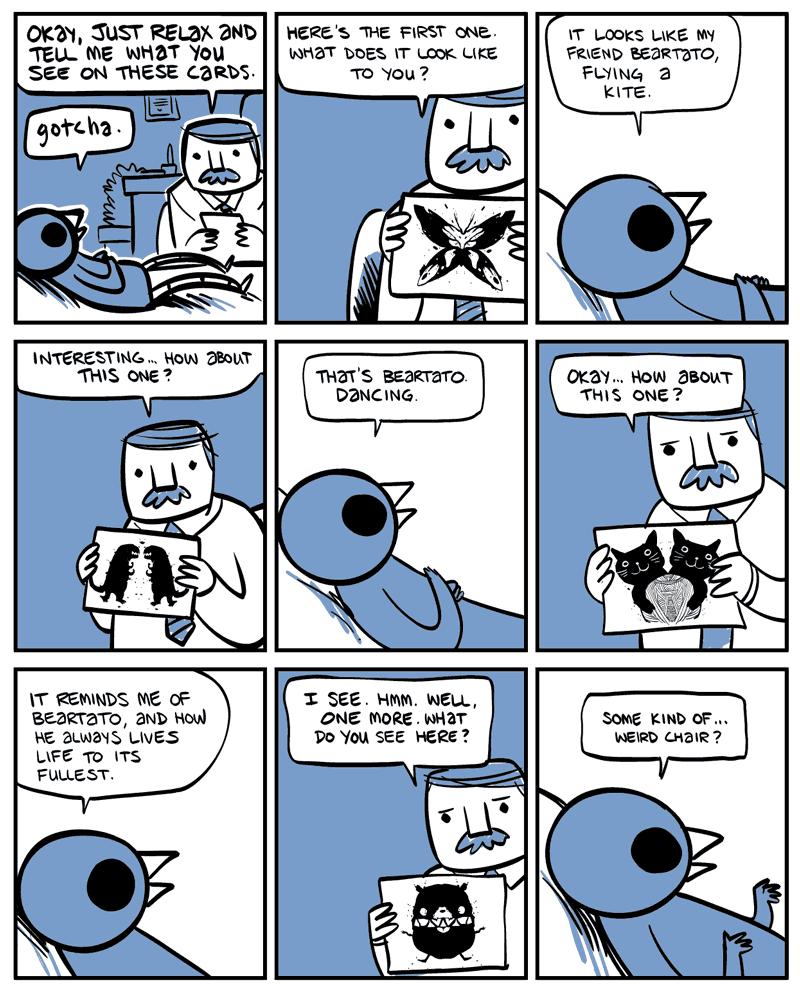 OKAY, JUST RELAX AND
TELL ME WHAT YOU
SEE ON THESE CARDS.
gotcha.
HERE'S THE FIRST ONE.
WHAT DOES IT LOOK LIKE
TO YOU?
IT LOOKS LIKE MY
FRIEND BEARTATO,
FLYING A
KITE.
INTERESTING... HOW ABOUT
THIS ONE?
THAT'S BEARTATO.
DANCING.
OKAY... HOW ABOUT
THIS ONE?
IT REMINDS ME OF
BEARTATO, AND HOW
HE ALWAYS LIVES
LIFE TO ITS
FULLEST.
I SEE. HMM. WELL,
ONE MORE. WHAT
DO YOU SEE HERE?
SOME KIND OF...
WEIRD CHAIR?